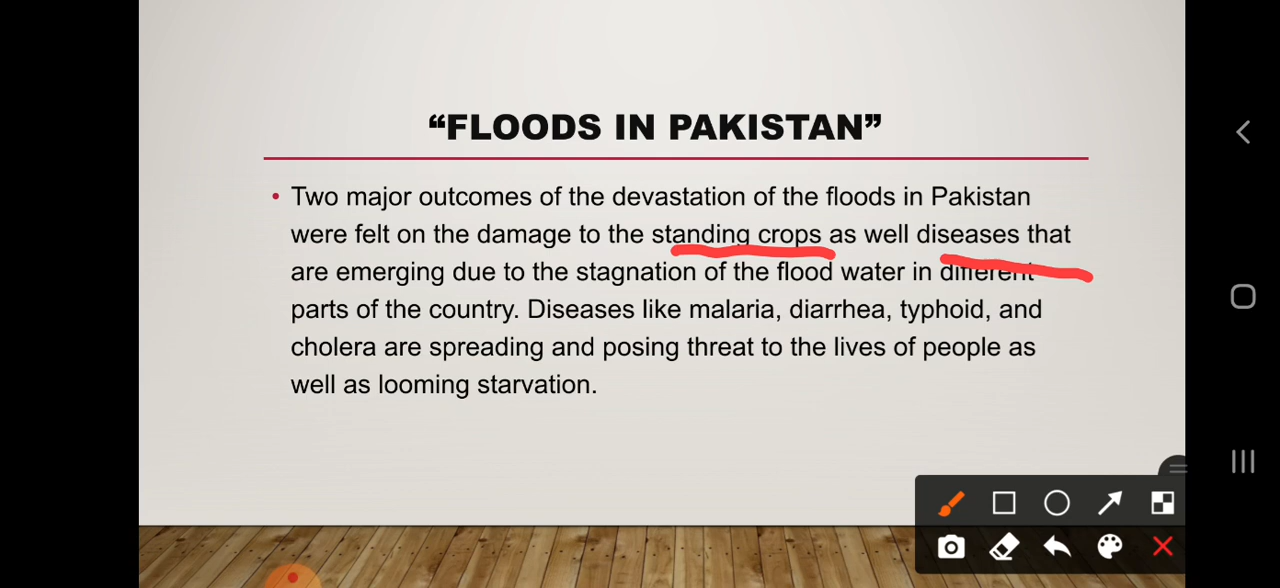 “FLOODS IN PAKISTAN”
• Two major outcomes of the devastation of the floods in Pakistan
were felt on the damage to the standing crops as well diseases that
are emerging due to the stagnation of the flood water in different
parts of the country. Diseases like malaria, diarrhea, typhoid, and
cholera are spreading and posing threat to the lives of people as
well as looming starvation.